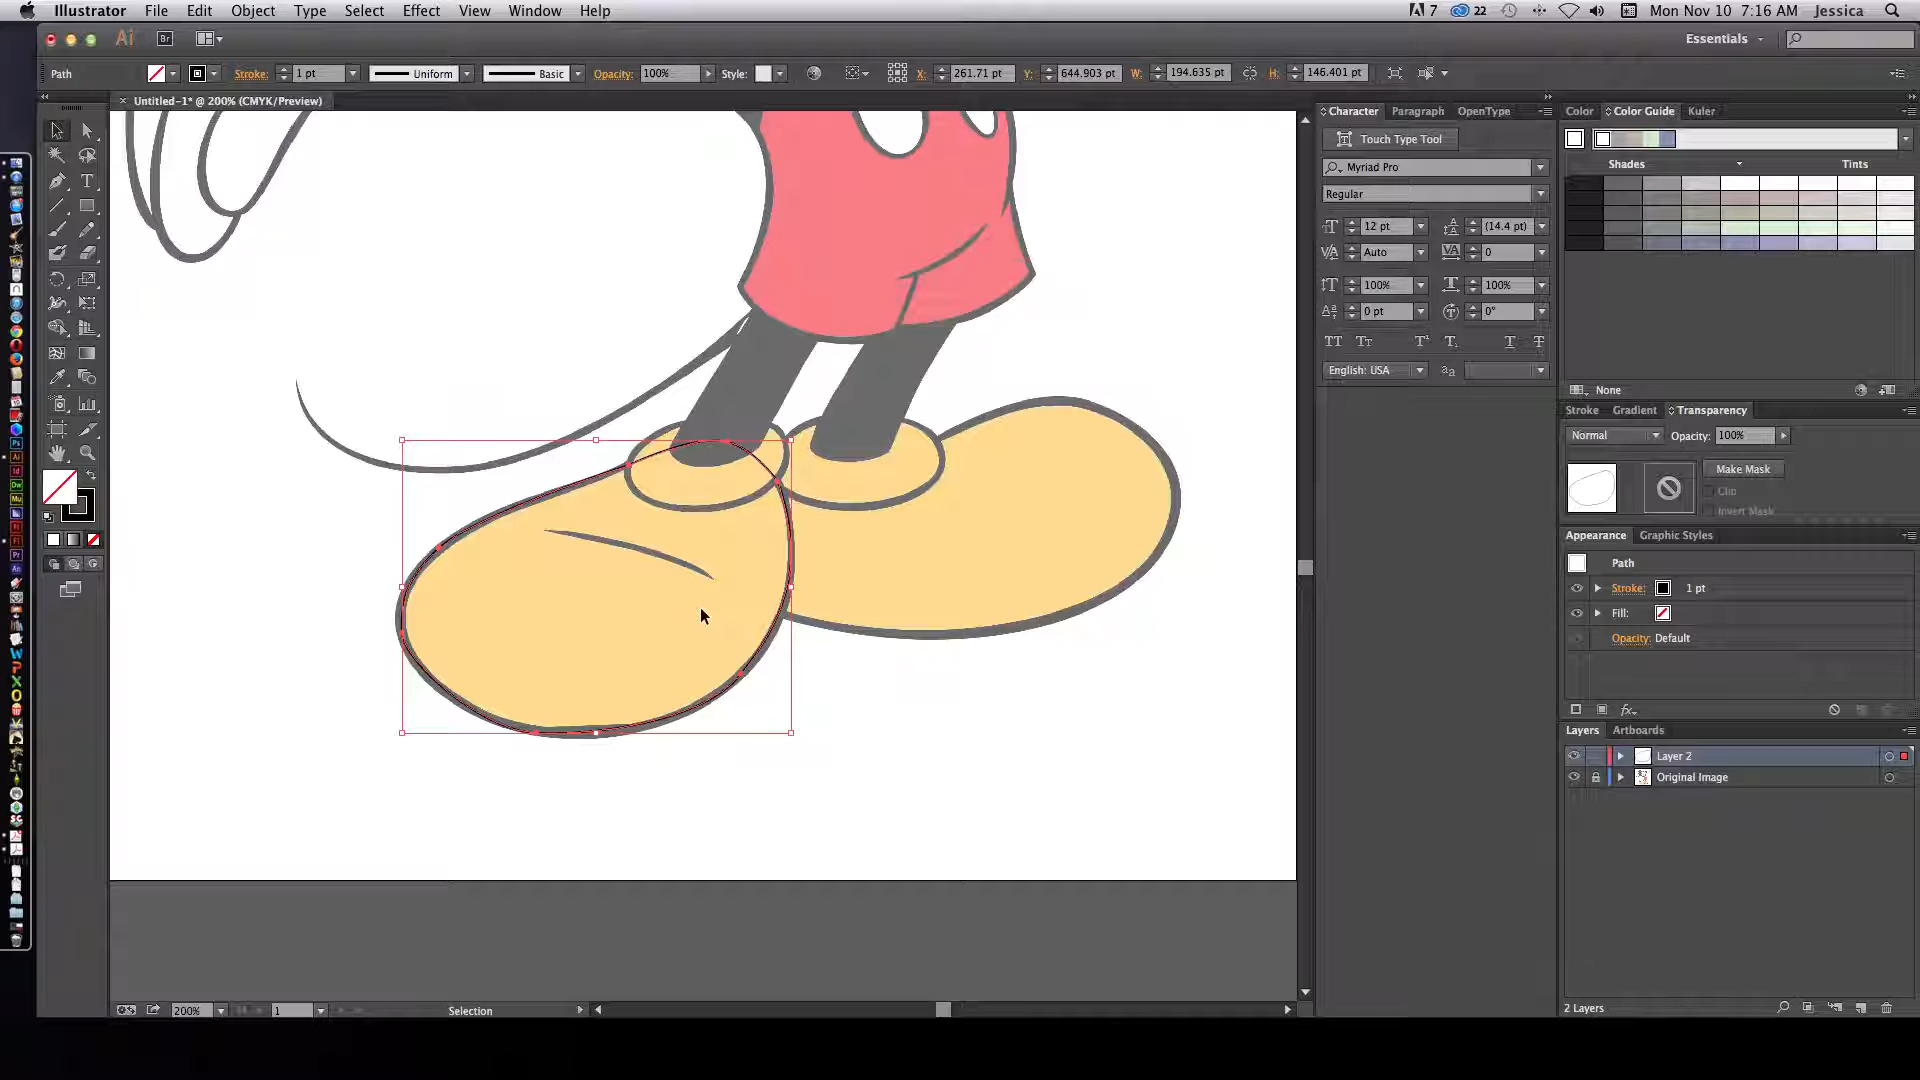 Illustrator File Edit Object Type Select Effect View Window Help 7 22 Mon Nov 10 7:16 AM Jessica
Ai Br Essentials
Path Stroke: 1 pt Uniform Basic Opacity: 100% Style: X: 261.71 pt Y: 644.903 pt W: 194.635 pt H: 146.401 pt
× Untitled-1* @ 200% (CMYK/Preview)
Character Paragraph OpenType
Touch Type Tool
Myriad Pro
Regular
12 pt (14.4 pt)
Auto 0
100% 100%
0 pt 0°
English: USA
Color Color Guide Kuler
Shades Tints
None
Stroke Gradient Transparency
Normal Opacity: 100%
Make Mask
Clip
Invert Mask
Appearance Graphic Styles
Path
Stroke: 1 pt
Fill:
Opacity: Default
fx
Layers Artboards
Layer 2
Original Image
2 Layers
200% 1 Selection